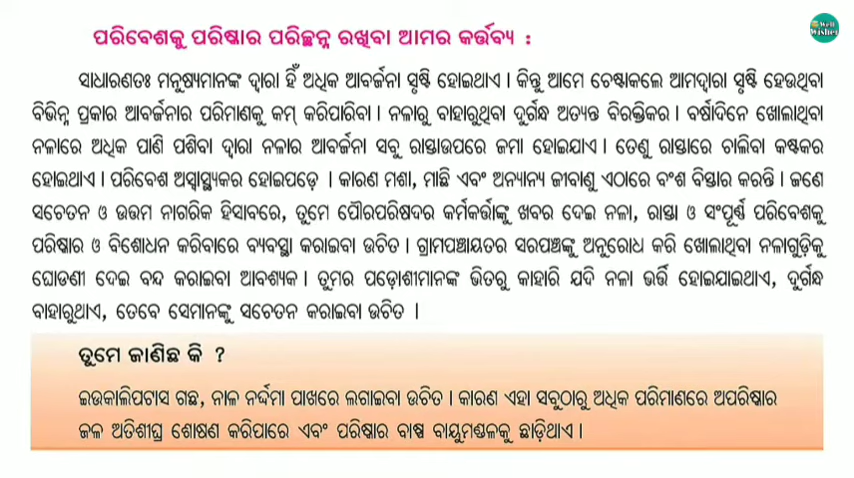 Well
Wisher
ପରିବେଶକୁ ପରିଷ୍କାର ପରିଚ୍ଛନ୍ନ ରଖିବା ଆମର କର୍ତ୍ତବ୍ୟ :
ସାଧାରଣତଃ ମନୁଷ୍ୟମାନଙ୍କ ଦ୍ୱାରା ହିଁ ଅଧିକ ଆବର୍ଜନା ସୃଷ୍ଟି ହୋଇଥାଏ । କିନ୍ତୁ ଆମେ ଚେଷ୍ଟାକଲେ ଆମଦ୍ୱାରା ସୃଷ୍ଟି ହେଉଥିବା
ବିଭିନ୍ନ ପ୍ରକାର ଆବର୍ଜନାର ପରିମାଣକୁ କମ୍ କରିପାରିବା । ନଳାରୁ ବାହାରୁଥିବା ଦୁର୍ଗନ୍ଧ ଅତ୍ୟନ୍ତ ବିରକ୍ତିକର । ବର୍ଷାଦିନେ ଖୋଲାଥିବା
ନଳାରେ ଅଧିକ ପାଣି ପଶିବା ଦ୍ୱାରା ନଳାର ଆବର୍ଜନା ସବୁ ରାସ୍ତାଉପରେ ଜମା ହୋଇଯାଏ । ତେଣୁ ରାସ୍ତାରେ ଚାଲିବା କଷ୍ଟକର
ହୋଇଥାଏ । ପରିବେଶ ଅସ୍ୱାସ୍ଥ୍ୟକର ହୋଇପଡ଼େ । କାରଣ ମଶା, ମାଛି ଏବଂ ଅନ୍ୟାନ୍ୟ ଜୀବାଣୁ ଏଠାରେ ବଂଶ ବିସ୍ତାର କରନ୍ତି । ଜଣେ
ସଚେତନ ଓ ଉତ୍ତମ ନାଗରିକ ହିସାବରେ, ତୁମେ ପୌରପରିଷଦର କର୍ମକର୍ତ୍ତାଙ୍କୁ ଖବର ଦେଇ ନଳା, ରାସ୍ତା ଓ ସଂପୂର୍ଣ୍ଣ ପରିବେଶକୁ
ପରିଷ୍କାର ଓ ବିଶୋଧନ କରିବାରେ ବ୍ୟବସ୍ଥା କରାଇବା ଉଚିତ । ଗ୍ରାମପଞ୍ଚାୟତର ସରପଞ୍ଚଙ୍କୁ ଅନୁରୋଧ କରି ଖୋଲାଥିବା ନଳାଗୁଡ଼ିକୁ
ଘୋଡଣୀ ଦେଇ ବନ୍ଦ କରାଇବା ଆବଶ୍ୟକ । ତୁମର ପଡ଼ୋଶୀମାନଙ୍କ ଭିତରୁ କାହାରି ଯଦି ନଳା ଭର୍ତ୍ତି ହୋଇଯାଇଥାଏ, ଦୁର୍ଗନ୍ଧ
ବାହାରୁଥାଏ, ତେବେ ସେମାନଙ୍କୁ ସଚେତନ କରାଇବା ଉଚିତ ।
ତୁମେ ଜାଣିଛ କି ?
ଇଉକାଲିପଟାସ ଗଛ, ନାଳ ନର୍ଦ୍ଦମା ପାଖରେ ଲଗାଇବା ଉଚିତ । କାରଣ ଏହା ସବୁଠାରୁ ଅଧିକ ପରିମାଣରେ ଅପରିଷ୍କାର
ଜଳ ଅତିଶୀଘ୍ର ଶୋଷଣ କରିପାରେ ଏବଂ ପରିଷ୍କାର ବାଷ୍ପ ବାୟୁମଣ୍ଡଳକୁ ଛାଡ଼ିଥାଏ ।